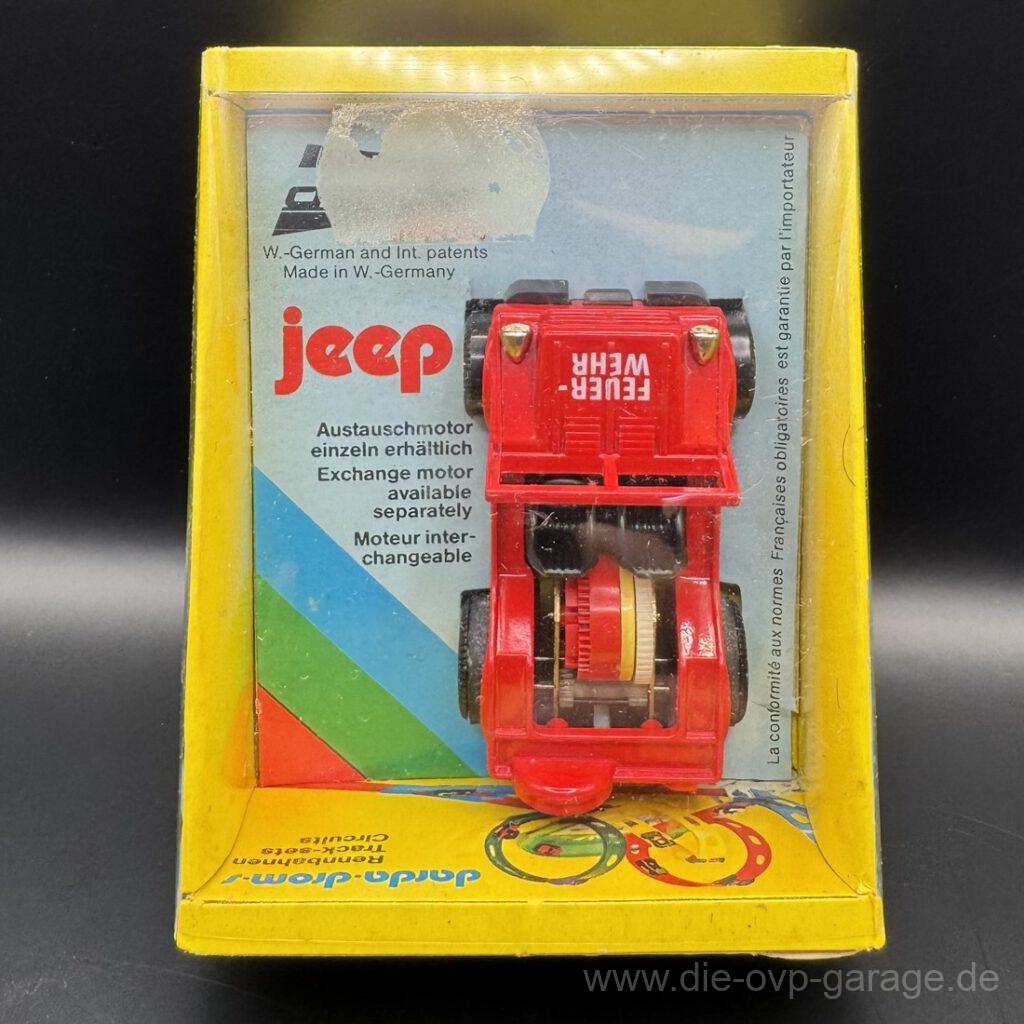 W.-German and Int. patents
Made in W.-Germany
jeep
Austauschmotor
einzeln erhältlich
Exchange motor
available
separately
Moteur inter-
changeable
FEUER-
WEHR
La conformité aux normes Françaises obligatoires est garantie par l'importateur
darda-drom-s
Rennbahnen
Track-sets
Circuits
www.die-ovp-garage.de